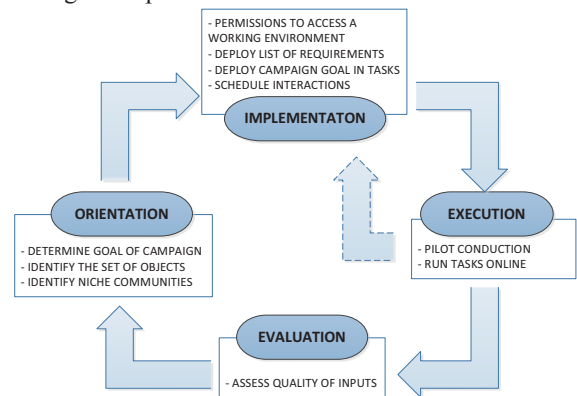 - PERMISSIONS TO ACCESS A
WORKING ENVIRONMENT
- DEPLOY LIST OF REQUIREMENTS
- DEPLOY CAMPAIGN GOAL IN TASKS
- SCHEDULE INTERACTIONS
IMPLEMENTATON
ORIENTATION
- DETERMINE GOAL OF CAMPAIGN
- IDENTIFY THE SET OF OBJECTS
- IDENTIFY NICHE COMMUNITIES
EXECUTION
- PILOT CONDUCTION
- RUN TASKS ONLINE
EVALUATION
- ASSESS QUALITY OF INPUTS